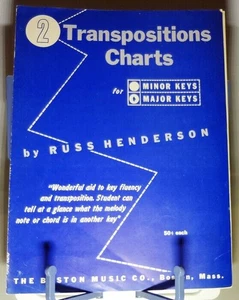 2 Transpositions
Charts
for MINOR KEYS
MAJOR KEYS
by RUSS HENDERSON
"Wonderful aid to key fluency
and transposition. Student can
tell at a glance what the melody
note or chord is in another key"
50¢ each
THE BOSTON MUSIC CO., Boston, Mass.